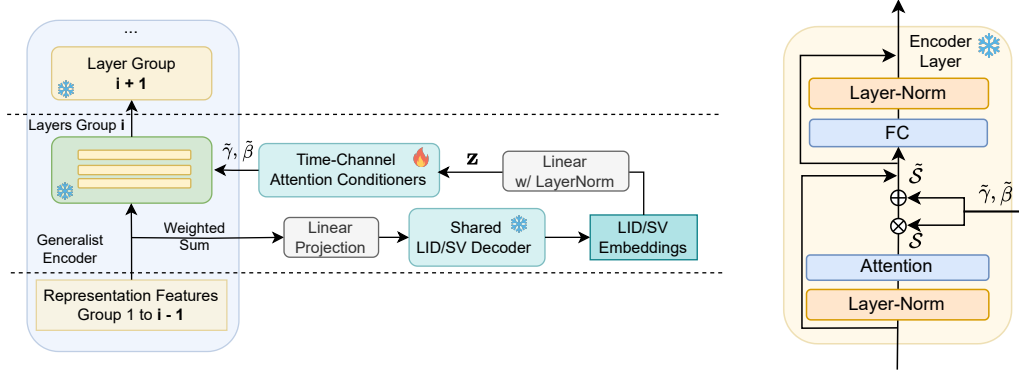 ...
Layer Group
i + 1
Layers Group i
γ̃, β̃
Time-Channel
Attention Conditioners
z
Linear
w/ LayerNorm
Generalist
Encoder
Weighted
Sum
Linear
Projection
Shared
LID/SV Decoder
LID/SV
Embeddings
Representation Features
Group 1 to i - 1
Encoder
Layer
Layer-Norm
FC
S̃
γ̃, β̃
S
Attention
Layer-Norm